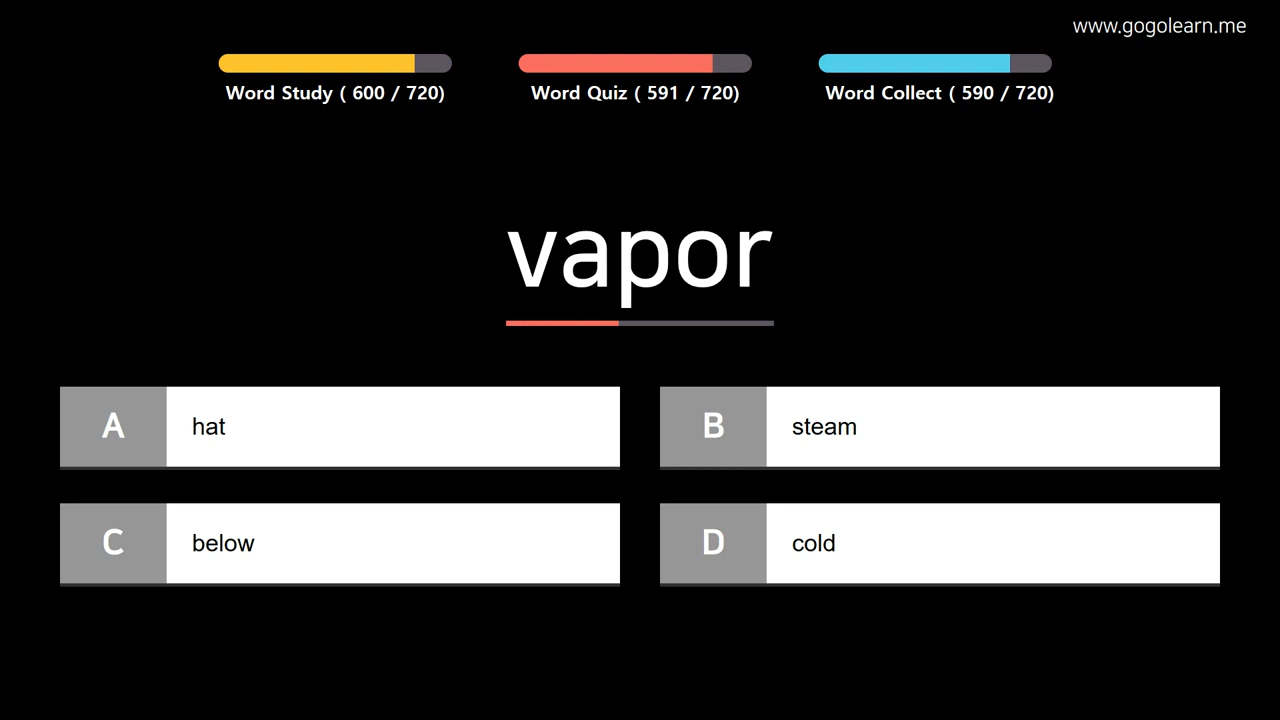 www.gogolearn.me
Word Study ( 600 / 720)
Word Quiz ( 591 / 720)
Word Collect ( 590 / 720)
vapor
A
hat
B
steam
C
below
D
cold